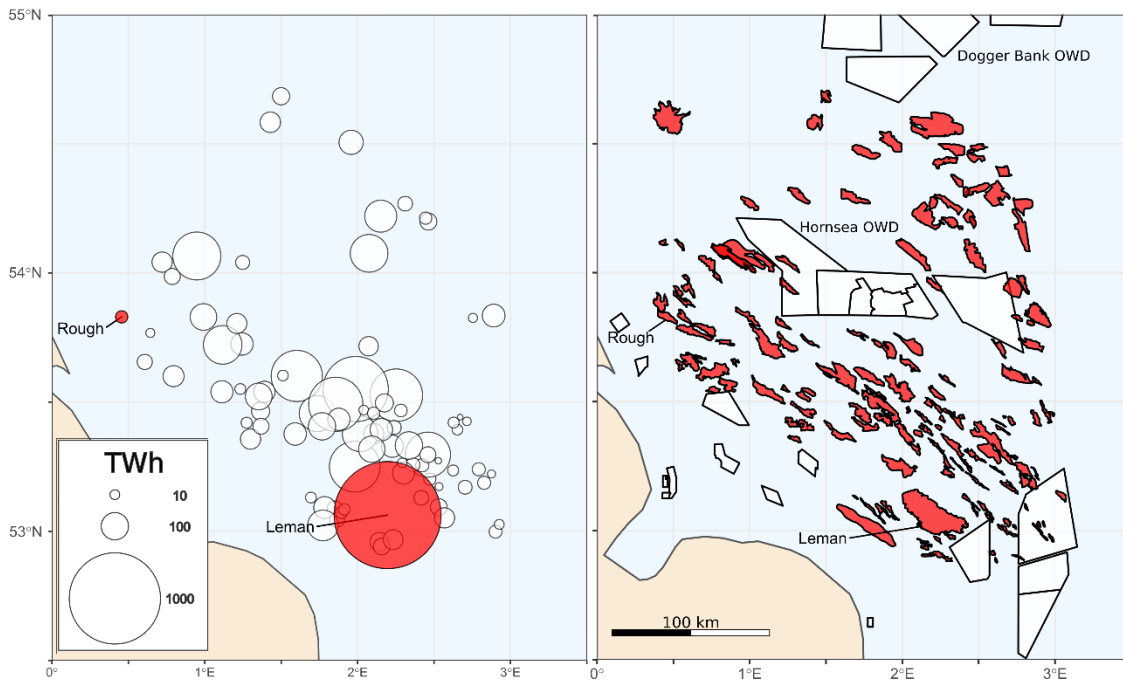 55°N
54°N
53°N
Rough
Leman
TWh
10
100
1000
0°
1°E
2°E
3°E
Dogger Bank OWD
Hornsea OWD
Rough
Leman
100 km
0°
1°E
2°E
3°E